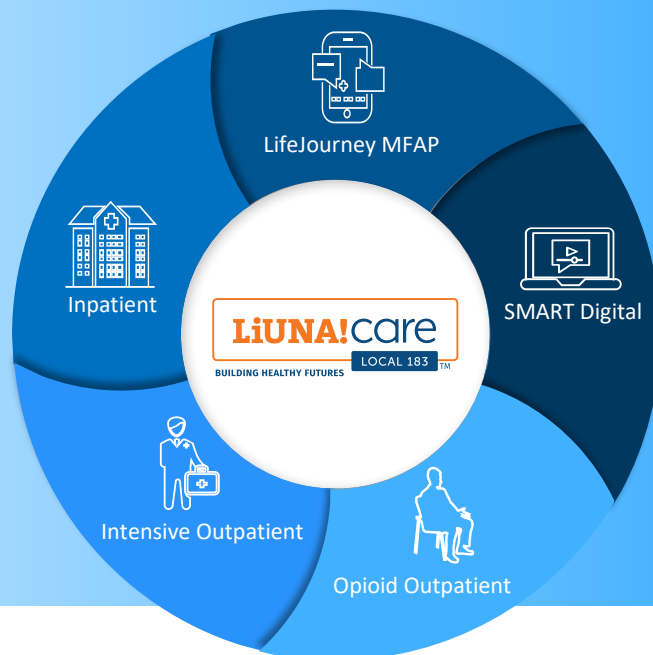 LifeJourney MFAP
SMART Digital
Inpatient
LiUNA!care
LOCAL 183
BUILDING HEALTHY FUTURES
TM
Intensive Outpatient
Opioid Outpatient